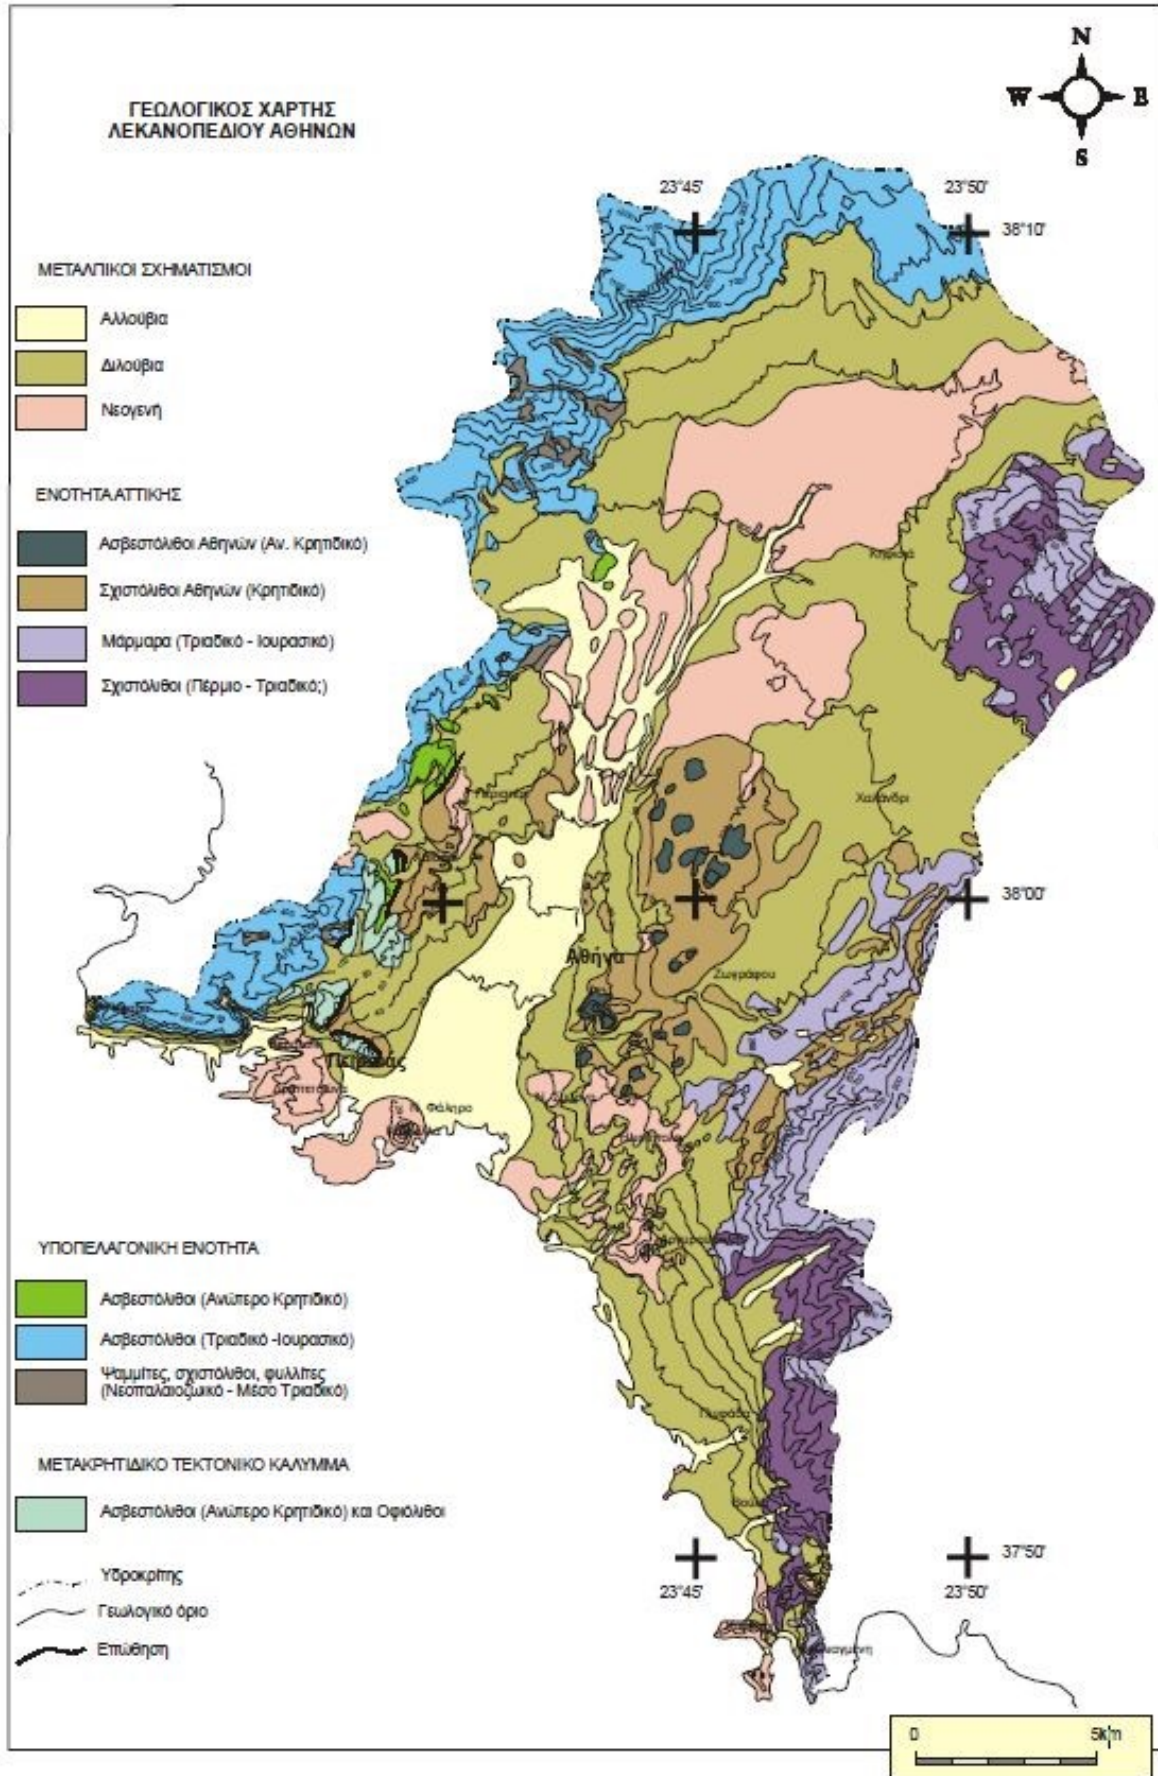 N
W E
S
ΓΕΩΛΟΓΙΚΟΣ ΧΑΡΤΗΣ
ΛΕΚΑΝΟΠΕΔΙΟΥ ΑΘΗΝΩΝ
23°45' 23°50'
38°10'
ΜΕΤΑΛΠΙΚΟΙ ΣΧΗΜΑΤΙΣΜΟΙ
Αλλούβια
Διλούβια
Νεογενή
ΕΝΟΤΗΤΑ ΑΤΤΙΚΗΣ
Ασβεστόλιθοι Αθηνών (Αν. Κρητιδικό)
Σχιστόλιθοι Αθηνών (Κρητιδικό)
Μάρμαρα (Τριαδικό - Ιουρασικό)
Σχιστόλιθοι (Πέρμιο - Τριαδικό;)
Κηφισιά
Χαλάνδρι
38°00'
Αθήνα
Ζωγράφου
Πειραιάς
Ν. Φάληρο
Γλυφάδα
Βούλα
ΥΠΟΠΕΛΑΓΟΝΙΚΗ ΕΝΟΤΗΤΑ
Ασβεστόλιθοι (Ανώτερο Κρητιδικό)
Ασβεστόλιθοι (Τριαδικό -Ιουρασικό)
Ψαμμίτες, σχιστόλιθοι, φυλλίτες
(Νεοπαλαιοζωικό - Μέσο Τριαδικό)
ΜΕΤΑΚΡΗΤΙΔΙΚΟ ΤΕΚΤΟΝΙΚΟ ΚΑΛΥΜΜΑ
Ασβεστόλιθοι (Ανώτερο Κρητιδικό) και Οφιόλιθοι
Υδροκρίτης
Γεωλογικό όριο
Επώθηση
37°50'
23°45' 23°50'
0 5km